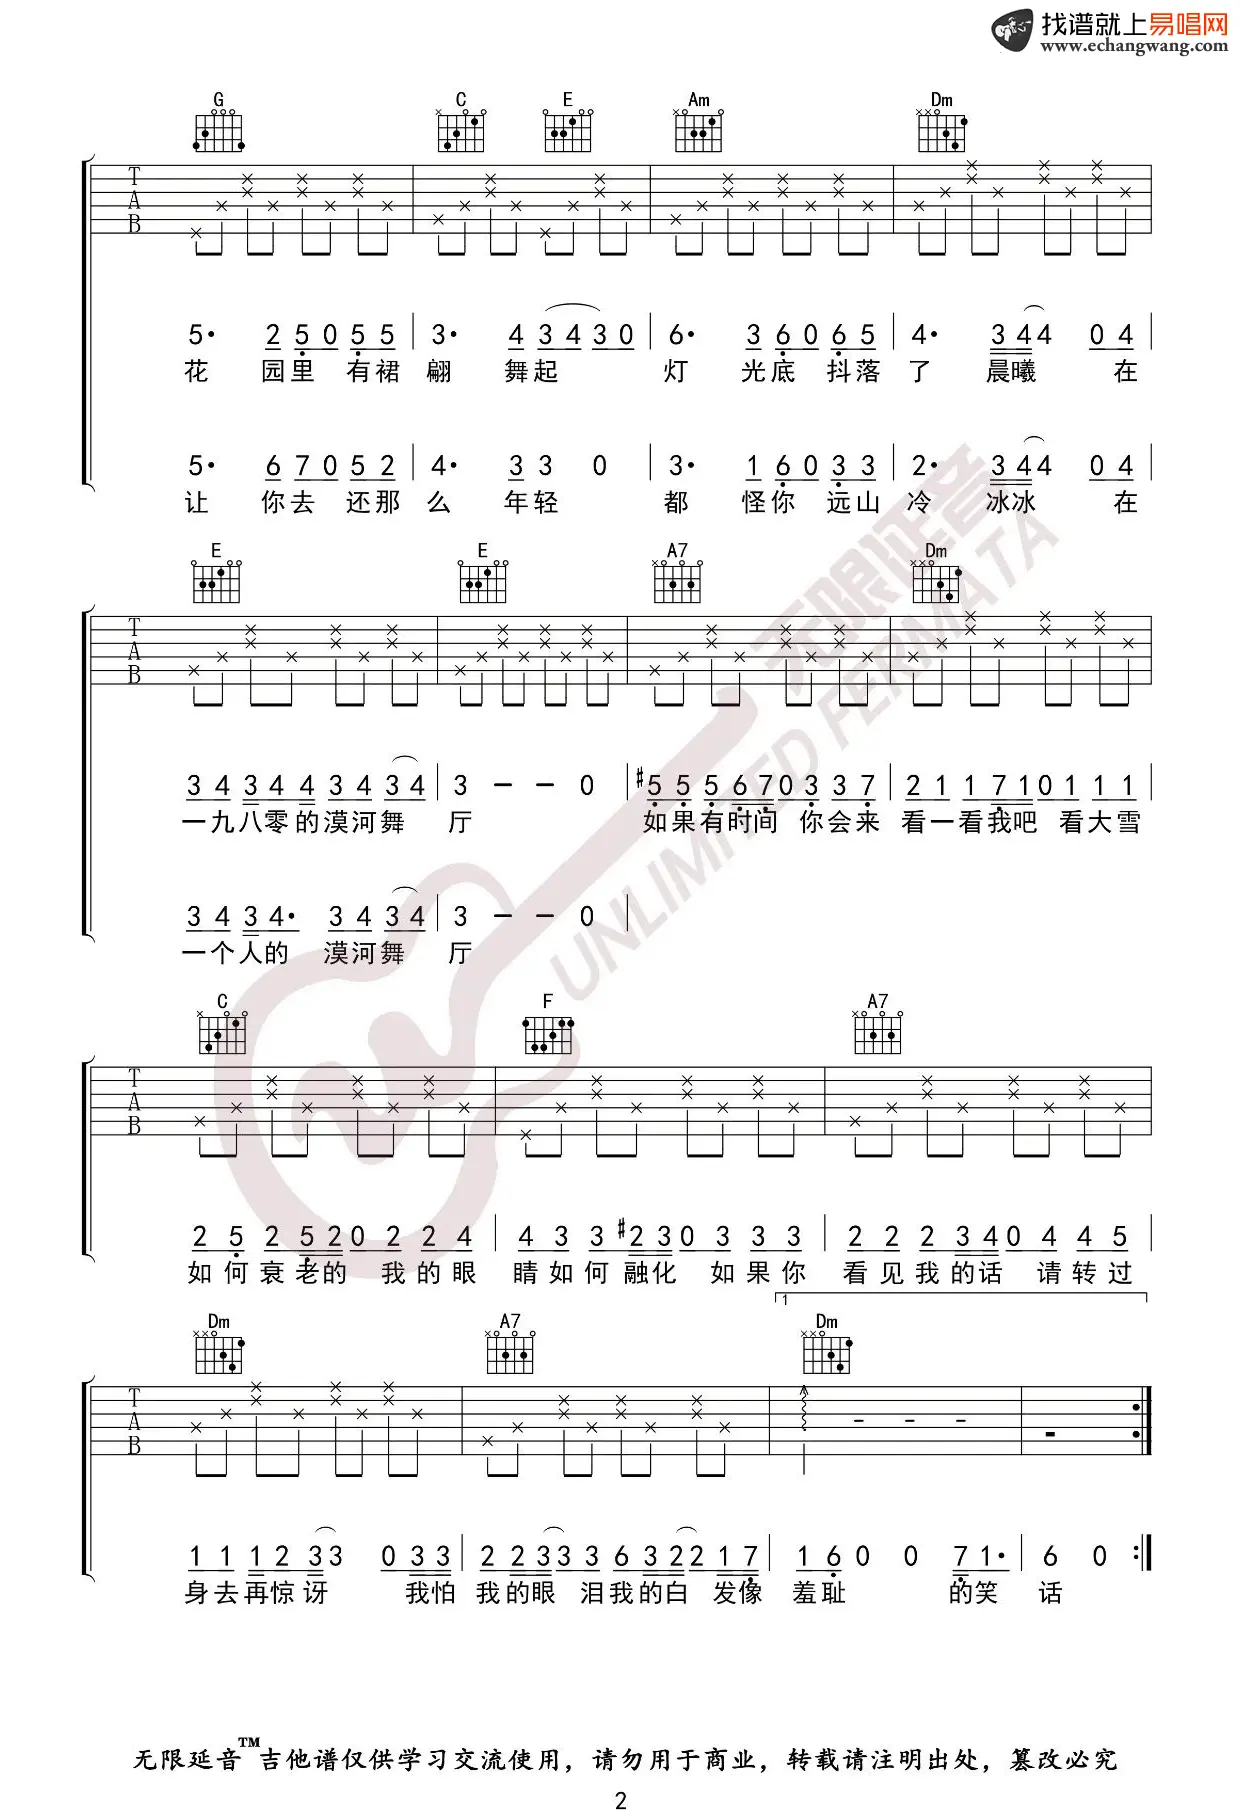 找谱就上易唱网
www.echangwang.com
G C E Am Dm
T
A
B
5· 2 5 0 5 5 3· 4 3 4 3 0 6· 3 6 0 6 5 4· 3 4 4 0 4
花 园里 有裙 翩 舞起 灯 光底 抖落 了 晨曦 在
5· 6 7 0 5 2 4· 3 3 0 3· 1 6 0 3 3 2· 3 4 4 0 4
让 你去 还那 么 年轻 都 怪你 远山 冷 冰冰 在
E E A7 Dm
T
A
B
3 4 3 4 4 3 4 3 4 3 – – 0 #5 5 5 6 7 0 3 3 7 2 1 1 7 1 0 1 1 1
一九八零的漠河舞 厅 如果有时间 你会来 看一看我吧 看大雪
3 4 3 4· 3 4 3 4 3 – – 0
一个人的 漠河舞 厅
无限延音
UNLIMITED FERMATA
C F A7
T
A
B
2 5 2 5 2 0 2 2 4 4 3 3 #2 3 0 3 3 3 2 2 2 3 4 0 4 4 5
如何衰老的 我的眼 睛如何融化 如果你 看见我的话 请转过
1
Dm A7 Dm
T
A
B
1 1 1 2 3 3 0 3 3 2 2 3 3 3 6 3 2 2 1 7 1 6 0 0 7 1· 6 0 :
身去再惊讶 我怕 我的眼 泪我的白 发像 羞耻 的笑 话
无限延音™吉他谱仅供学习交流使用，请勿用于商业，转载请注明出处，篡改必究
2